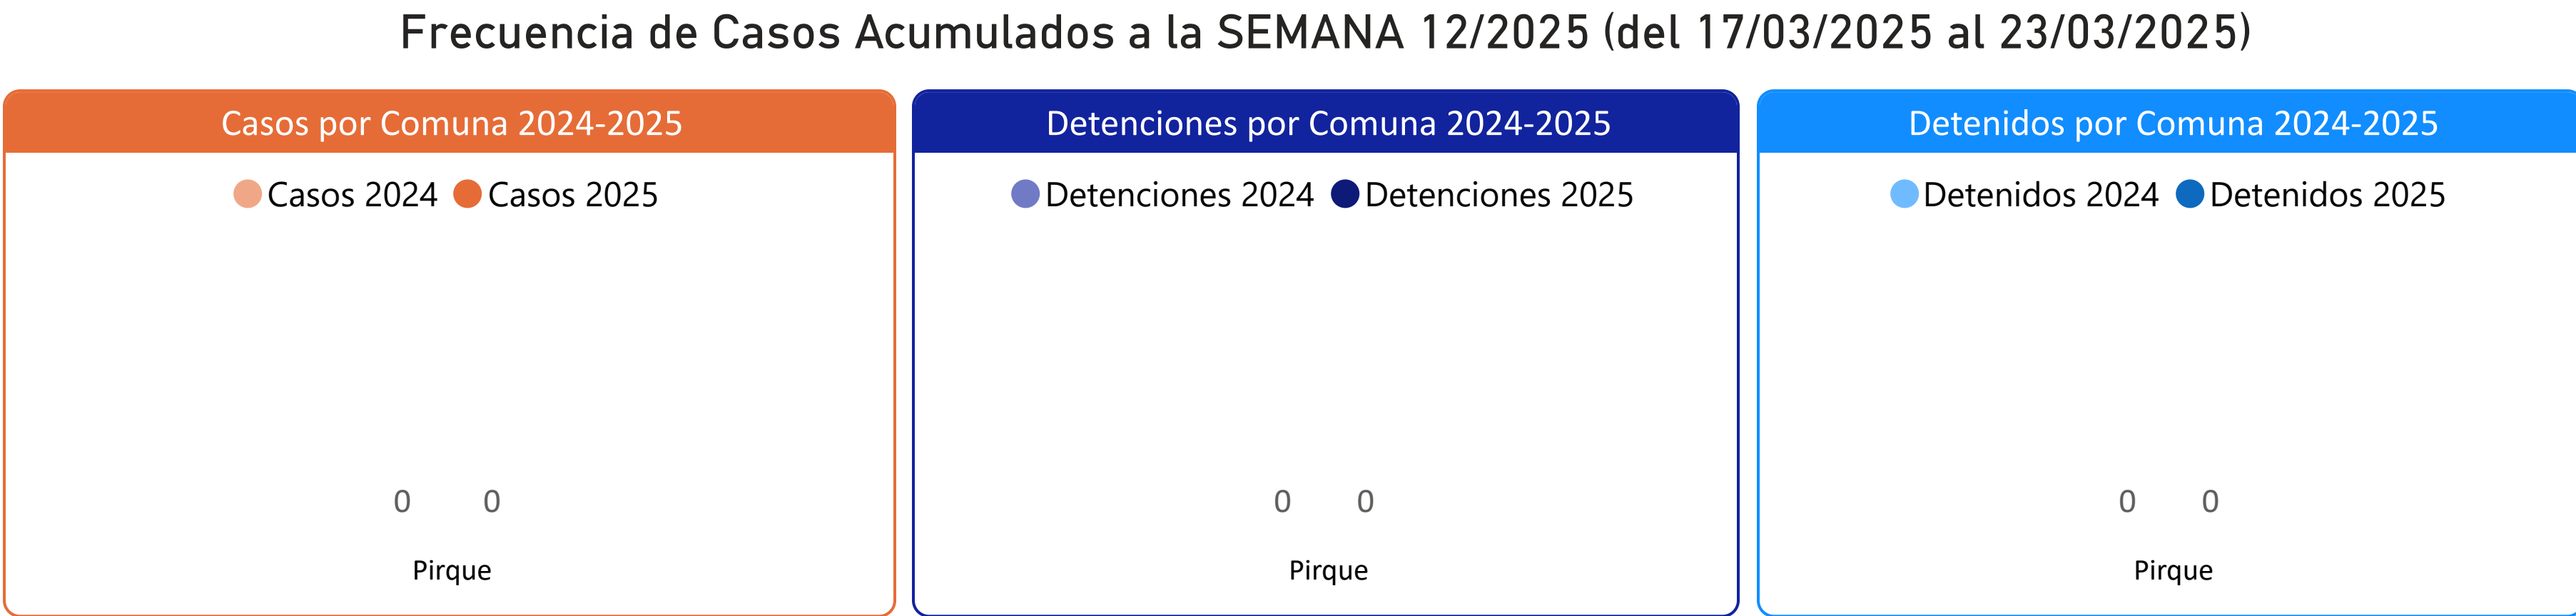 Frecuencia de Casos Acumulados a la SEMANA 12/2025 (del 17/03/2025 al 23/03/2025)
Casos por Comuna 2024-2025
Casos 2024 Casos 2025
0 0
Pirque
Detenciones por Comuna 2024-2025
Detenciones 2024 Detenciones 2025
0 0
Pirque
Detenidos por Comuna 2024-2025
Detenidos 2024 Detenidos 2025
0 0
Pirque